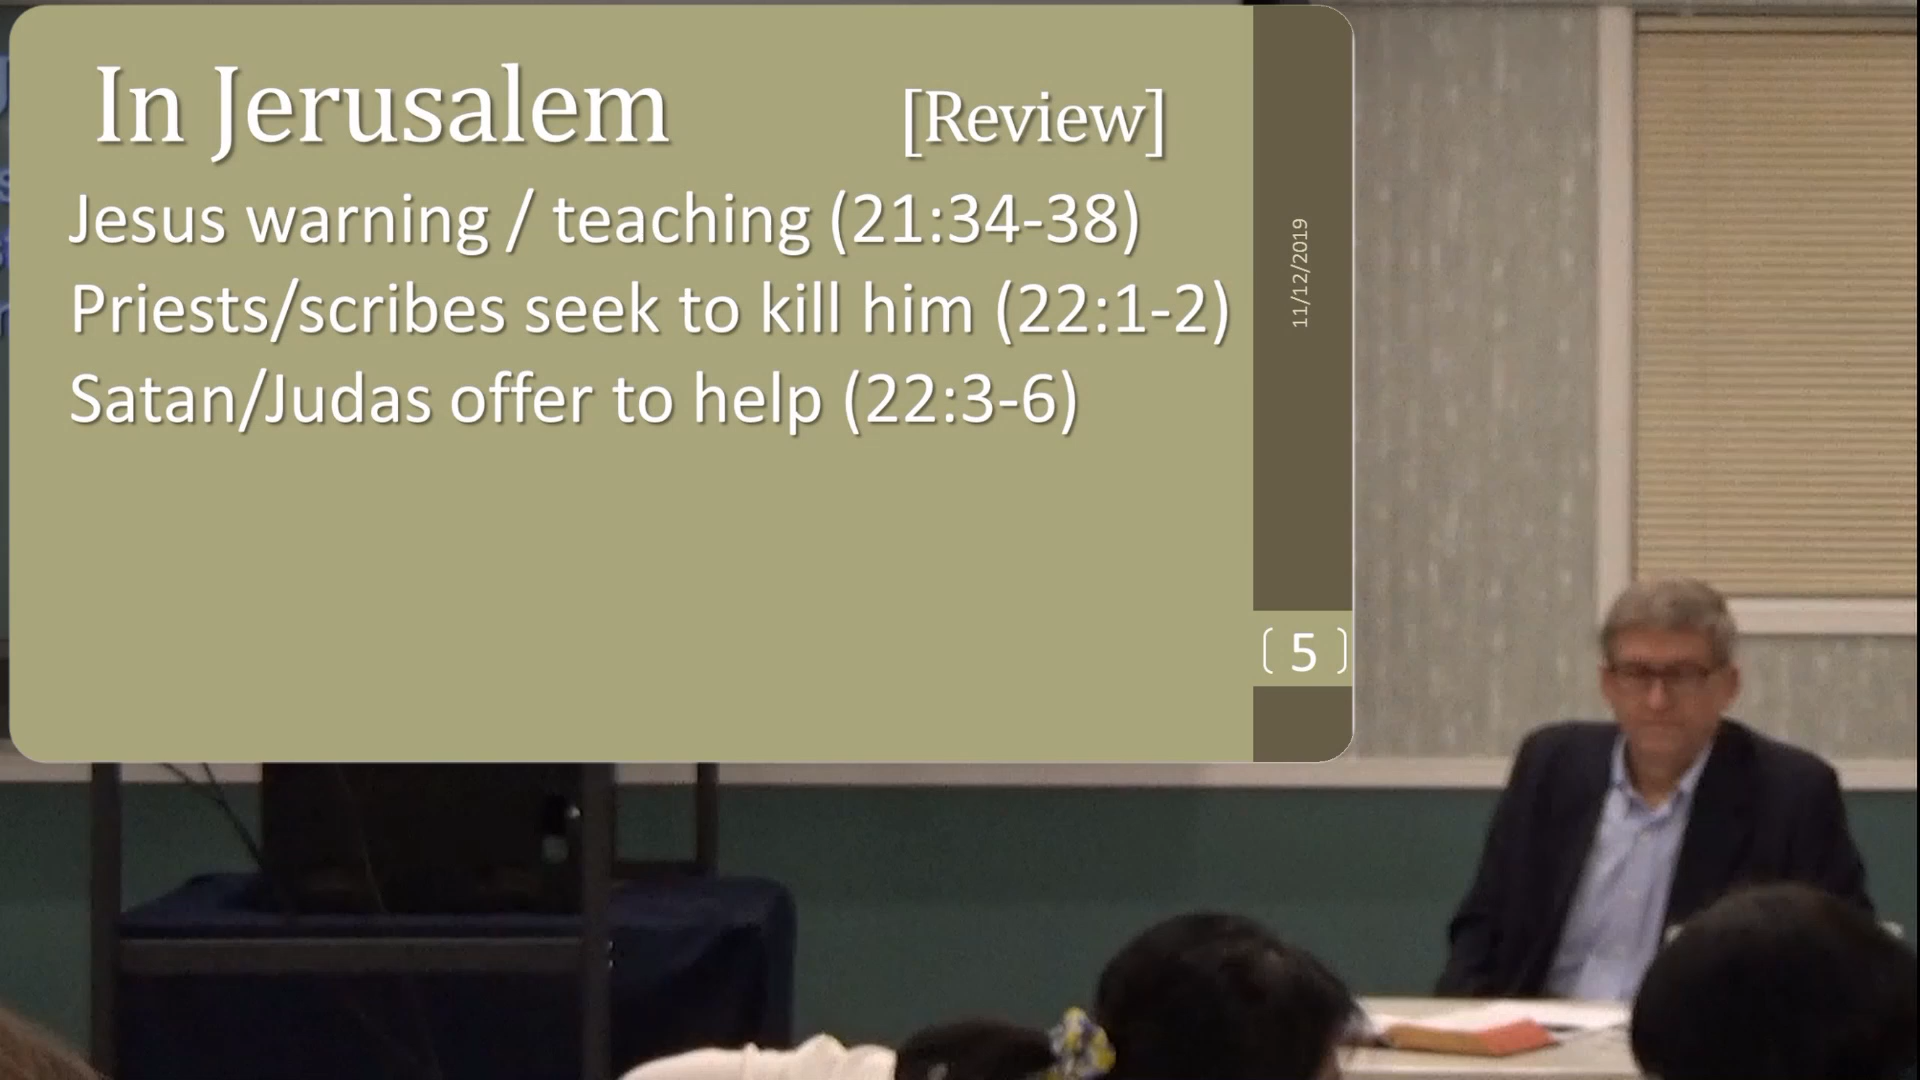 In Jerusalem [Review]
Jesus warning / teaching (21:34-38)
Priests/scribes seek to kill him (22:1-2)
Satan/Judas offer to help (22:3-6)
11/12/2019
5